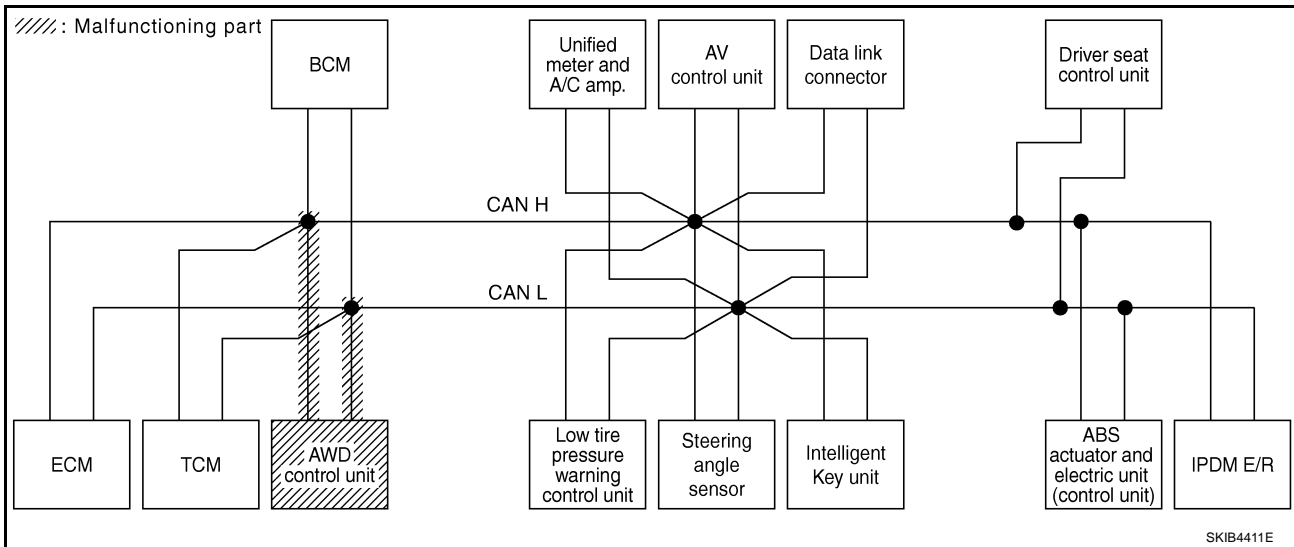 : Malfunctioning part
BCM
Unified
meter and
A/C amp.
AV
control unit
Data link
connector
Driver seat
control unit
CAN H
CAN L
ECM
TCM
AWD
control unit
Low tire
pressure
warning
control unit
Steering
angle
sensor
Intelligent
Key unit
ABS
actuator and
electric unit
(control unit)
IPDM E/R
SKIB4411E